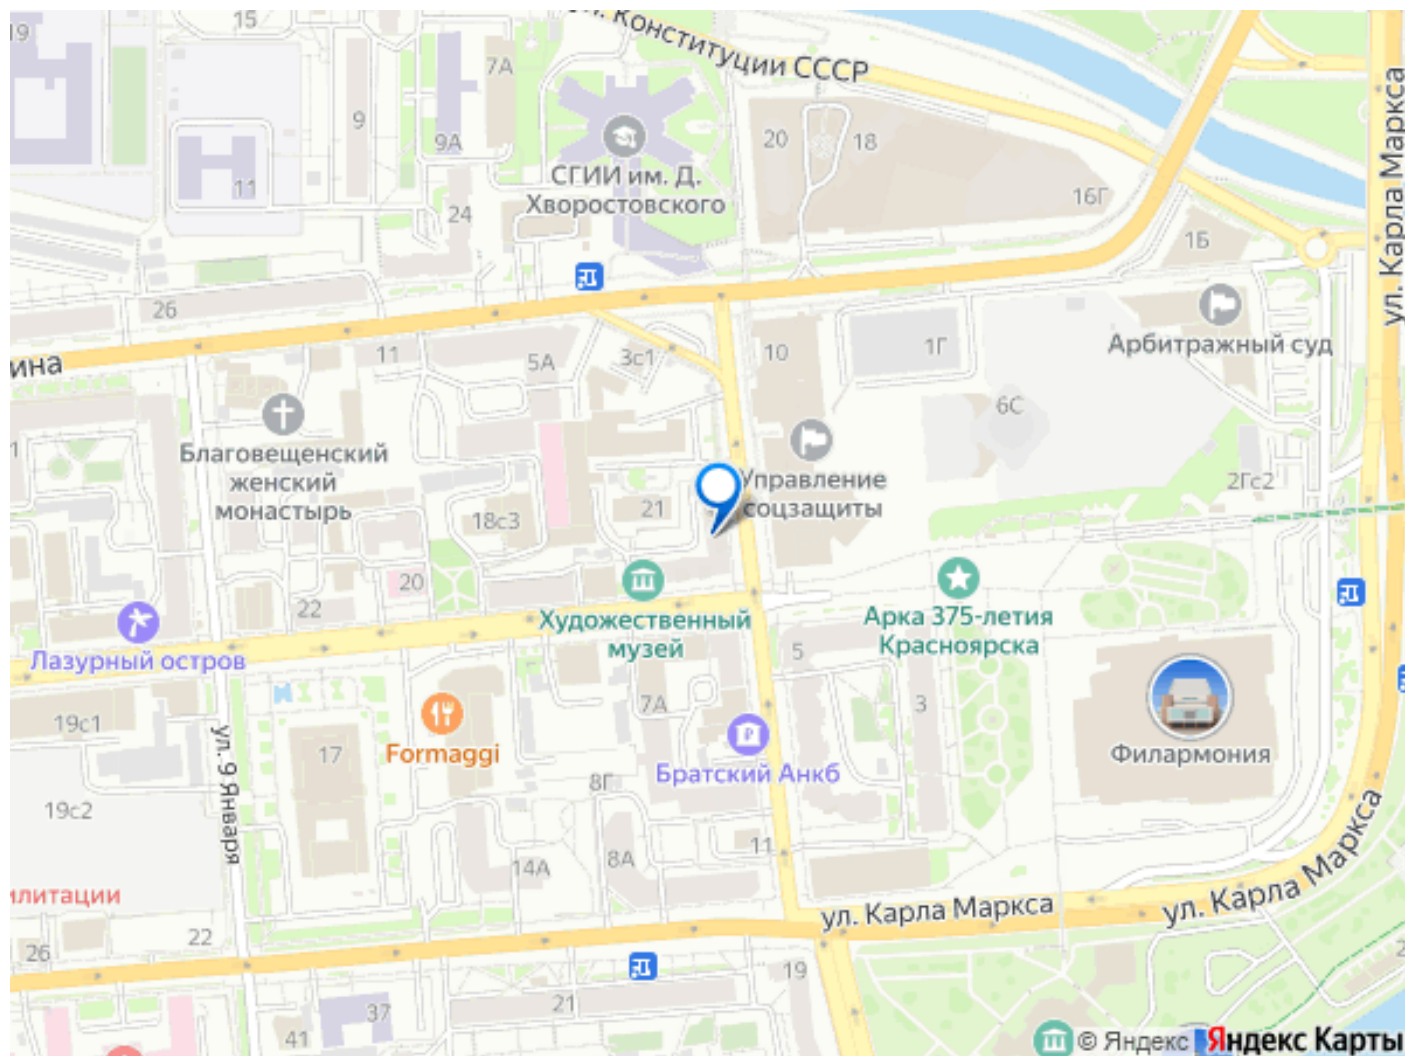 19
15
ул. Конституции СССР
7А
9
9А
20
18
11
СГИИ им. Д.
Хворостовского
24
16Г
ул. Карла Маркса
1Б
26
Арбитражный суд
ина
11
5А
3с1
10
1Г
6С
1
Благовещенский
женский
монастырь
Управление
соцзащиты
2Гс2
18с3
21
20
22
Художественный
музей
Арка 375-летия
Красноярска
Лазурный остров
5
7А
3
19с1
17
Formaggi
Братский Анкб
Филармония
ул. 9 Января
8Г
19с2
11
14А
8А
илитации
ул. Карла Маркса
ул. Карла Маркса
22
26
19
21
37
41
2
© Яндекс
Яндекс Карты